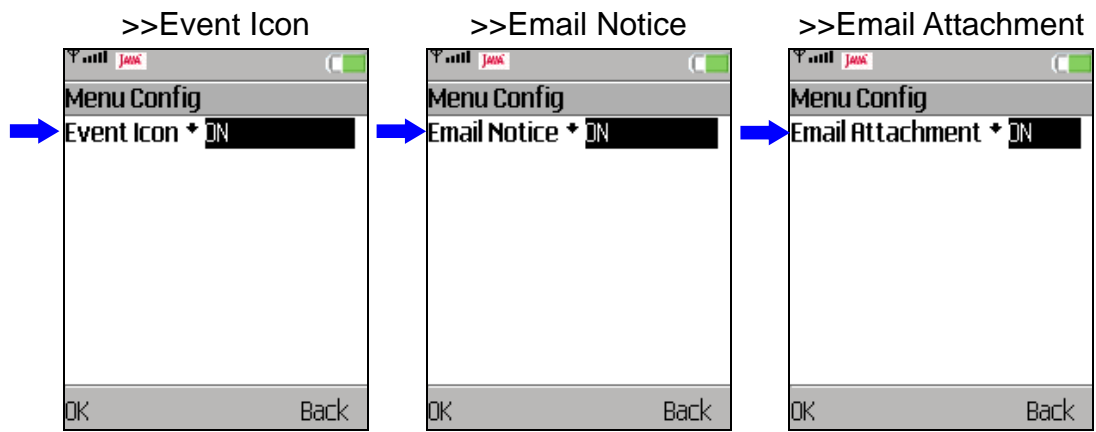 >>Event Icon
JAVA
Menu Config
Event Icon ON
OK Back
>>Email Notice
JAVA
Menu Config
Email Notice ON
OK Back
>>Email Attachment
JAVA
Menu Config
Email Attachment ON
OK Back